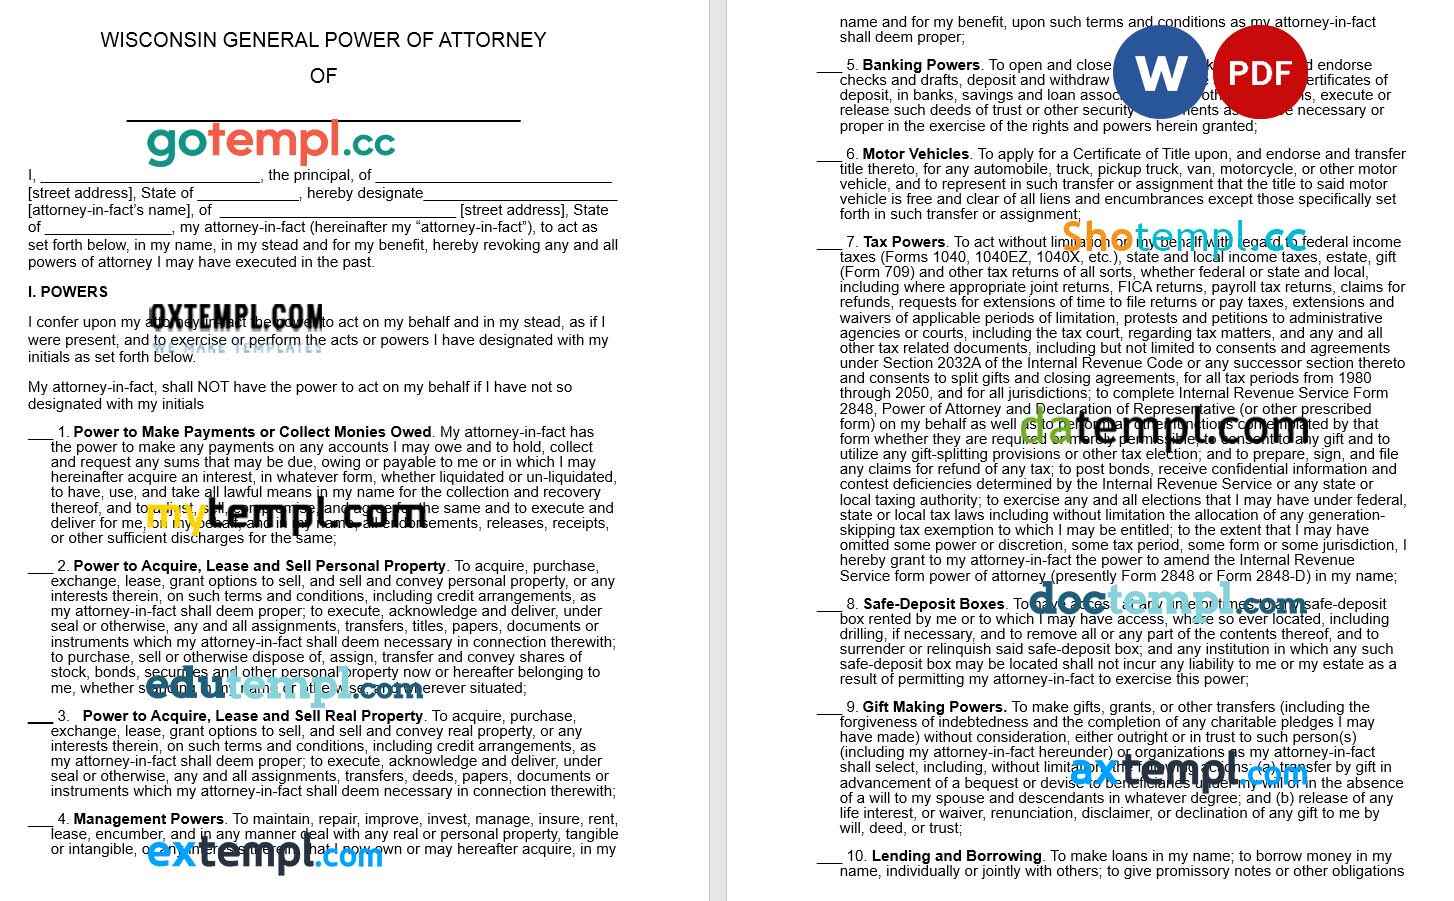 WISCONSIN GENERAL POWER OF ATTORNEY
OF
gotempl.cc
I, , the principal, of
[street address], State of , hereby designate
[attorney-in-fact's name], of [street address], State
of , my attorney-in-fact (hereinafter my “attorney-in-fact”), to act as
set forth below, in my name, in my stead and for my benefit, hereby revoking any and all
powers of attorney I may have executed in the past.
I. POWERS
OXTEMPL.COM
I confer upon my attorney-in-fact the power to act on my behalf and in my stead, as if I
were present, and to exercise or perform the acts or powers I have designated with my
WE MAKE TEMPLATES
initials as set forth below.
My attorney-in-fact, shall NOT have the power to act on my behalf if I have not so
designated with my initials
___ 1. Power to Make Payments or Collect Monies Owed. My attorney-in-fact has
the power to make any payments on any accounts I may owe and to hold, collect
and request any sums that may be due, owing or payable to me or in which I may
hereinafter acquire an interest, in whatever form, whether liquidated or un-liquidated,
to have, use, and take all lawful means in my name for the collection and recovery
thereof, and to same and to execute and
mytempl.com
deliver for me, behalf, and in my name, all endorsements, releases, receipts,
or other sufficient discharges for the same;
___ 2. Power to Acquire, Lease and Sell Personal Property. To acquire, purchase,
exchange, lease, grant options to sell, and sell and convey personal property, or any
interests therein, on such terms and conditions, including credit arrangements, as
my attorney-in-fact shall deem proper; to execute, acknowledge and deliver, under
seal or otherwise, any and all assignments, transfers, titles, papers, documents or
instruments which my attorney-in-fact shall deem necessary in connection therewith;
to purchase, sell or otherwise dispose of, assign, transfer and convey shares of
stock, bonds, securities and other personal property now or hereafter belonging to
edutempl.com
me, whether standing in my name or otherwise, and wherever situated;
___ 3. Power to Acquire, Lease and Sell Real Property. To acquire, purchase,
exchange, lease, grant options to sell, and sell and convey real property, or any
interests therein, on such terms and conditions, including credit arrangements, as
my attorney-in-fact shall deem proper; to execute, acknowledge and deliver, under
seal or otherwise, any and all assignments, transfers, deeds, papers, documents or
instruments which my attorney-in-fact shall deem necessary in connection therewith;
___ 4. Management Powers. To maintain, repair, improve, invest, manage, insure, rent,
lease, encumber, and in any manner deal with any real or personal property, tangible
or intangible, or any interests therein, that I now own or may hereafter acquire, in my
extempl.com
name and for my benefit, upon such terms and conditions as my attorney-in-fact
shall deem proper;
W PDF
___ 5. Banking Powers. To open and close endorse
checks and drafts, deposit and withdraw certificates of
deposit, in banks, savings and loan execute or
release such deeds of trust or other security necessary or
proper in the exercise of the rights and powers herein granted;
___ 6. Motor Vehicles. To apply for a Certificate of Title upon, and endorse and transfer
title thereto, for any automobile, truck, pickup truck, van, motorcycle, or other motor
vehicle, and to represent in such transfer or assignment that the title to said motor
vehicle is free and clear of all liens and encumbrances except those specifically set
forth in such transfer or assignment;
Shotempl.cc
___ 7. Tax Powers. To act without limitation on my behalf with regard to federal income
taxes (Forms 1040, 1040EZ, 1040X, etc.), state and local income taxes, estate, gift
(Form 709) and other tax returns of all sorts, whether federal or state and local,
including where appropriate joint returns, FICA returns, payroll tax returns, claims for
refunds, requests for extensions of time to file returns or pay taxes, extensions and
waivers of applicable periods of limitation, protests and petitions to administrative
agencies or courts, including the tax court, regarding tax matters, and any and all
other tax related documents, including but not limited to consents and agreements
under Section 2032A of the Internal Revenue Code or any successor section thereto
and consents to split gifts and closing agreements, for all tax periods from 1980
through 2050, and for all jurisdictions; to complete Internal Revenue Service Form
2848, Power of Attorney and Declaration of Representative (or other prescribed
form) on my behalf as well as contemplated by that
datempl.com
form whether they are required or permissible; to consent to any gift and to
utilize any gift-splitting provisions or other tax election; and to prepare, sign, and file
any claims for refund of any tax; to post bonds, receive confidential information and
contest deficiencies determined by the Internal Revenue Service or any state or
local taxing authority; to exercise any and all elections that I may have under federal,
state or local tax laws including without limitation the allocation of any generation-
skipping tax exemption to which I may be entitled; to the extent that I may have
omitted some power or discretion, some tax period, some form or some jurisdiction, I
hereby grant to my attorney-in-fact the power to amend the Internal Revenue
Service form power of attorney (presently Form 2848 or Form 2848-D) in my name;
doctempl.com
___ 8. Safe-Deposit Boxes. To have access at any time or times to any safe-deposit
box rented by me or to which I may have access, where so ever located, including
drilling, if necessary, and to remove all or any part of the contents thereof, and to
surrender or relinquish said safe-deposit box; and any institution in which any such
safe-deposit box may be located shall not incur any liability to me or my estate as a
result of permitting my attorney-in-fact to exercise this power;
___ 9. Gift Making Powers. To make gifts, grants, or other transfers (including the
forgiveness of indebtedness and the completion of any charitable pledges I may
have made) without consideration, either outright or in trust to such person(s)
(including my attorney-in-fact hereunder) or organizations as my attorney-in-fact
shall select, including, without limitation, the following actions: (a) transfer by gift in
axtempl.com
advancement of a bequest or devise to beneficiaries under my will or in the absence
of a will to my spouse and descendants in whatever degree; and (b) release of any
life interest, or waiver, renunciation, disclaimer, or declination of any gift to me by
will, deed, or trust;
___ 10. Lending and Borrowing. To make loans in my name; to borrow money in my
name, individually or jointly with others; to give promissory notes or other obligations